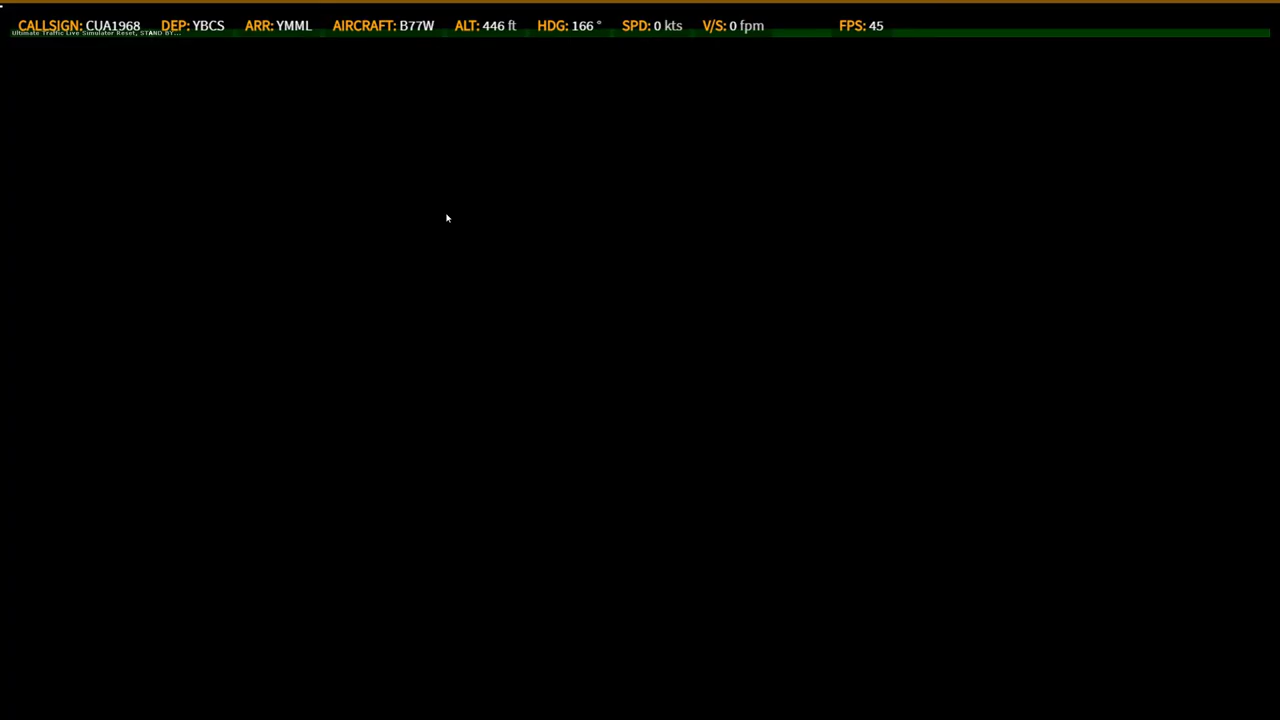 CALLSIGN: CUA1968 DEP: YBCS ARR: YMML AIRCRAFT: B77W ALT: 446 ft HDG: 166 ° SPD: 0 kts V/S: 0 fpm FPS: 45
Ultimate Traffic Live Simulator Reset, STAND BY...